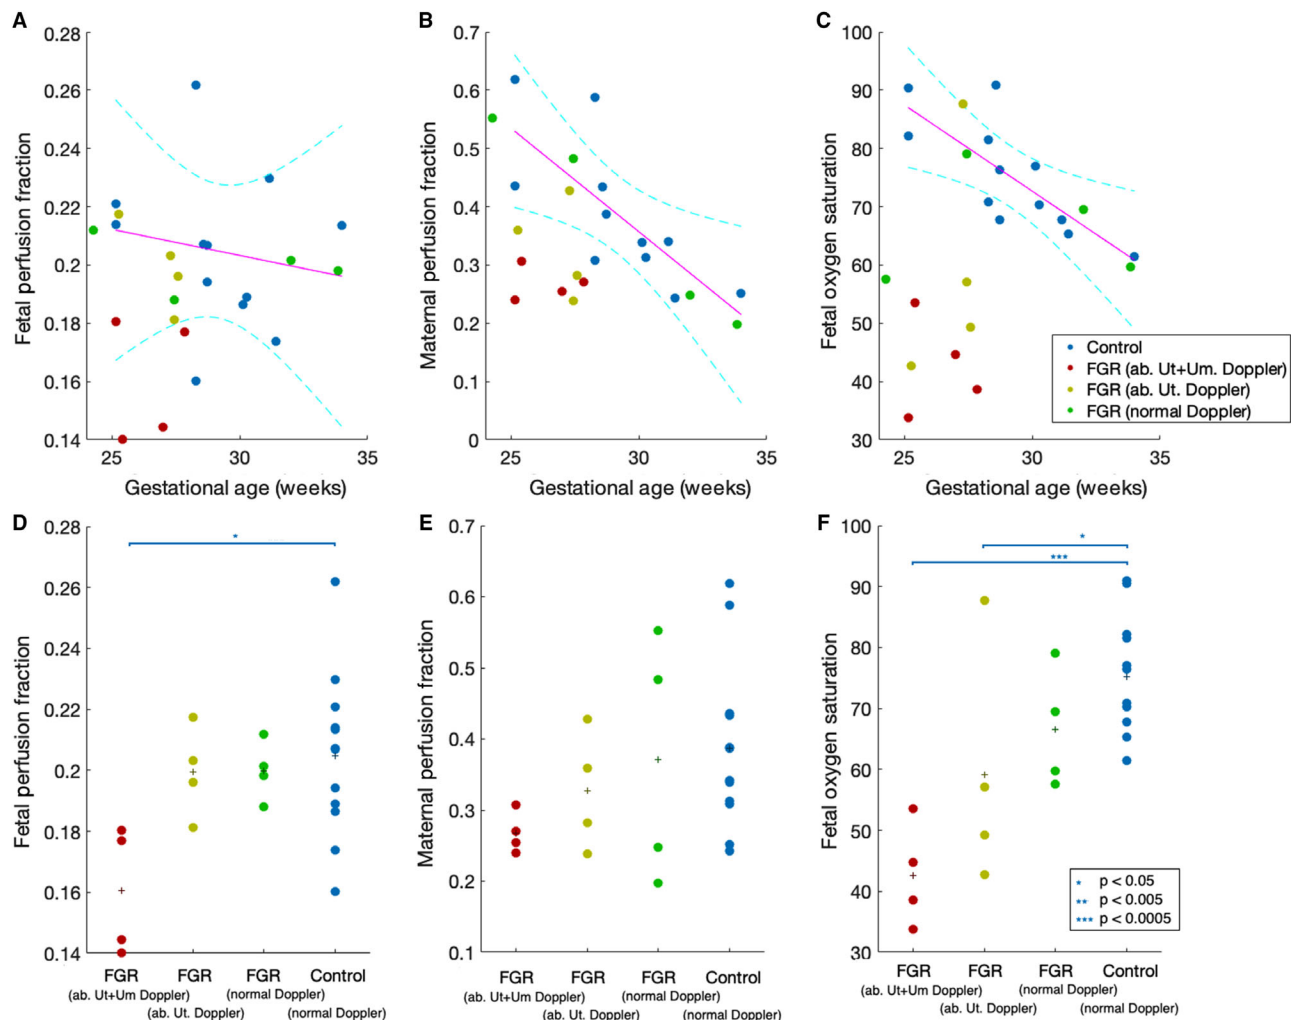 A
0.28
0.26
0.24
0.22
0.2
0.18
0.16
0.14
25
30
35
Fetal perfusion fraction
Gestational age (weeks)
B
0.7
0.6
0.5
0.4
0.3
0.2
0.1
0
25
30
35
Maternal perfusion fraction
Gestational age (weeks)
C
100
90
80
70
60
50
40
30
25
30
35
Fetal oxygen saturation
Gestational age (weeks)
Control
FGR (ab. Ut+Um. Doppler)
FGR (ab. Ut. Doppler)
FGR (normal Doppler)
D
0.28
0.26
0.24
0.22
0.2
0.18
0.16
0.14
Fetal perfusion fraction
*
FGR
(ab. Ut+Um Doppler)
FGR
(ab. Ut. Doppler)
FGR
(normal Doppler)
Control
(normal Doppler)
E
0.7
0.6
0.5
0.4
0.3
0.2
0.1
Maternal perfusion fraction
FGR
(ab. Ut+Um Doppler)
FGR
(ab. Ut. Doppler)
FGR
(normal Doppler)
Control
(normal Doppler)
F
100
90
80
70
60
50
40
30
Fetal oxygen saturation
*
***
* p < 0.05
** p < 0.005
*** p < 0.0005
FGR
(ab. Ut+Um Doppler)
FGR
(ab. Ut. Doppler)
FGR
(normal Doppler)
Control
(normal Doppler)